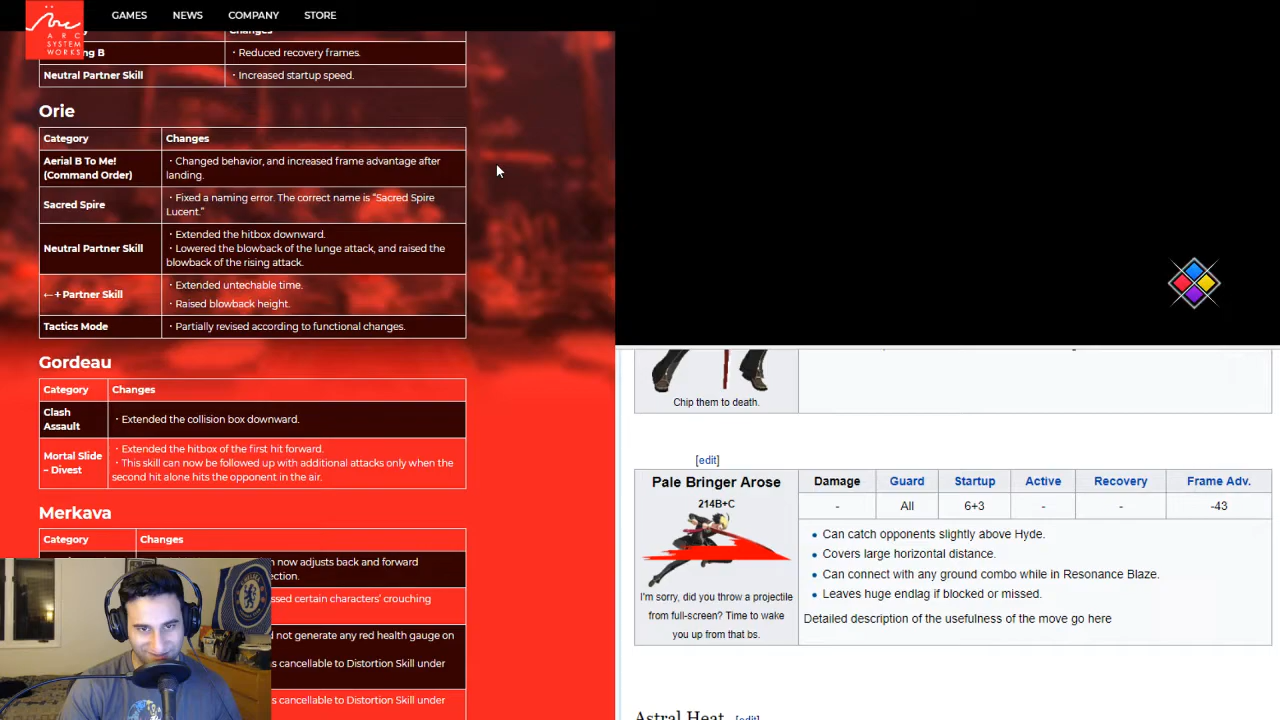 ARC
SYSTEM
WORKS
GAMES NEWS COMPANY STORE
Changes
・Reduced recovery frames.
Neutral Partner Skill ・Increased startup speed.
Orie
Category Changes
Aerial B To Me!
(Command Order)
・Changed behavior, and increased frame advantage after
landing.
Sacred Spire
・Fixed a naming error. The correct name is “Sacred Spire
Lucent.”
Neutral Partner Skill
・Extended the hitbox downward.
・Lowered the blowback of the lunge attack, and raised the
blowback of the rising attack.
←+Partner Skill
・Extended untechable time.
・Raised blowback height.
Tactics Mode ・Partially revised according to functional changes.
Gordeau
Category Changes
Clash
Assault
・Extended the collision box downward.
Mortal Slide
– Divest
・Extended the hitbox of the first hit forward.
・This skill can now be followed up with additional attacks only when the
second hit alone hits the opponent in the air.
Merkava
Category Changes
now adjusts back and forward
certain characters’ crouching
not generate any red health gauge on
s cancellable to Distortion Skill under
s cancellable to Distortion Skill under
Chip them to death.
[edit]
Pale Bringer Arose
214B+C
I'm sorry, did you throw a projectile
from full-screen? Time to wake
you up from that bs.
Damage Guard Startup Active Recovery Frame Adv.
- All 6+3 - - -43
• Can catch opponents slightly above Hyde.
• Covers large horizontal distance.
• Can connect with any ground combo while in Resonance Blaze.
• Leaves huge endlag if blocked or missed.
Detailed description of the usefulness of the move go here
Astral Heat [edit]